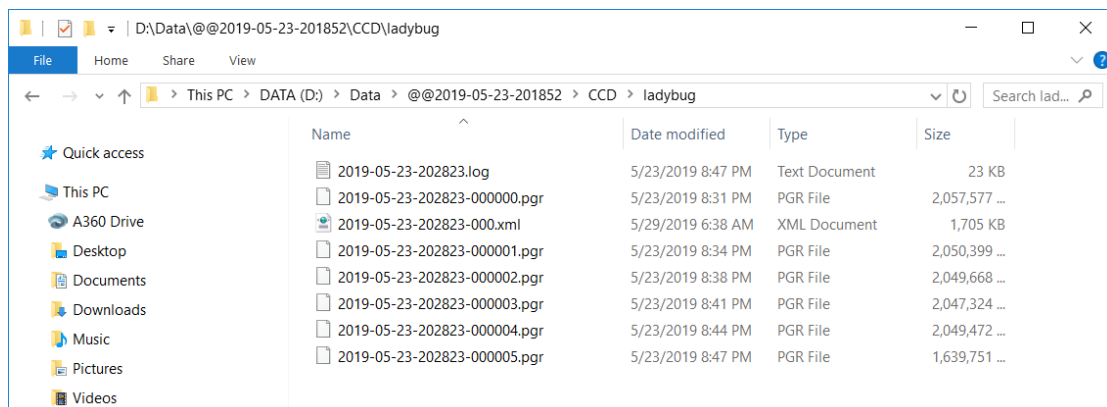 D:\Data\@@2019-05-23-201852\CCD\ladybug
File Home Share View
This PC > DATA (D:) > Data > @@2019-05-23-201852 > CCD > ladybug Search lad...
Name Date modified Type Size
Quick access
2019-05-23-202823.log 5/23/2019 8:47 PM Text Document 23 KB
This PC
2019-05-23-202823-000000.pgr 5/23/2019 8:31 PM PGR File 2,057,577 ...
A360 Drive 2019-05-23-202823-000.xml 5/29/2019 6:38 AM XML Document 1,705 KB
Desktop 2019-05-23-202823-000001.pgr 5/23/2019 8:34 PM PGR File 2,050,399 ...
Documents 2019-05-23-202823-000002.pgr 5/23/2019 8:38 PM PGR File 2,049,668 ...
Downloads 2019-05-23-202823-000003.pgr 5/23/2019 8:41 PM PGR File 2,047,324 ...
Music 2019-05-23-202823-000004.pgr 5/23/2019 8:44 PM PGR File 2,049,472 ...
Pictures 2019-05-23-202823-000005.pgr 5/23/2019 8:47 PM PGR File 1,639,751 ...
Videos